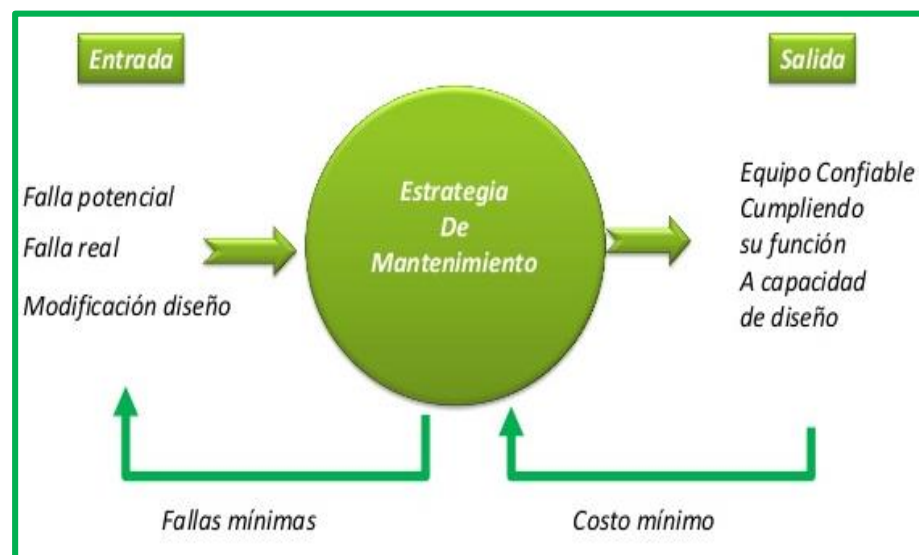 Entrada
Salida
Falla potencial
Falla real
Modificación diseño
Estrategia
De
Mantenimiento
Equipo Confiable
Cumpliendo
su función
A capacidad
de diseño
Fallas mínimas
Costo mínimo